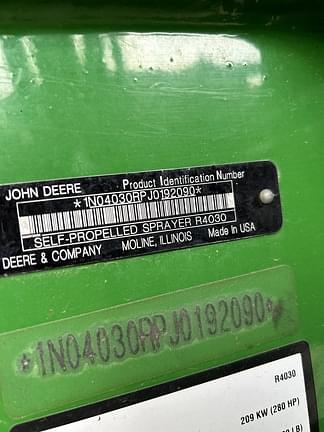 JOHN DEERE Product Identification Number
*1N04030RPJ0192090*
SELF-PROPELLED SPRAYER R4030
DEERE & COMPANY MOLINE, ILLINOIS Made In USA
*1N04030RPJ0192090*
R4030
209 KW (280 HP)
LB)